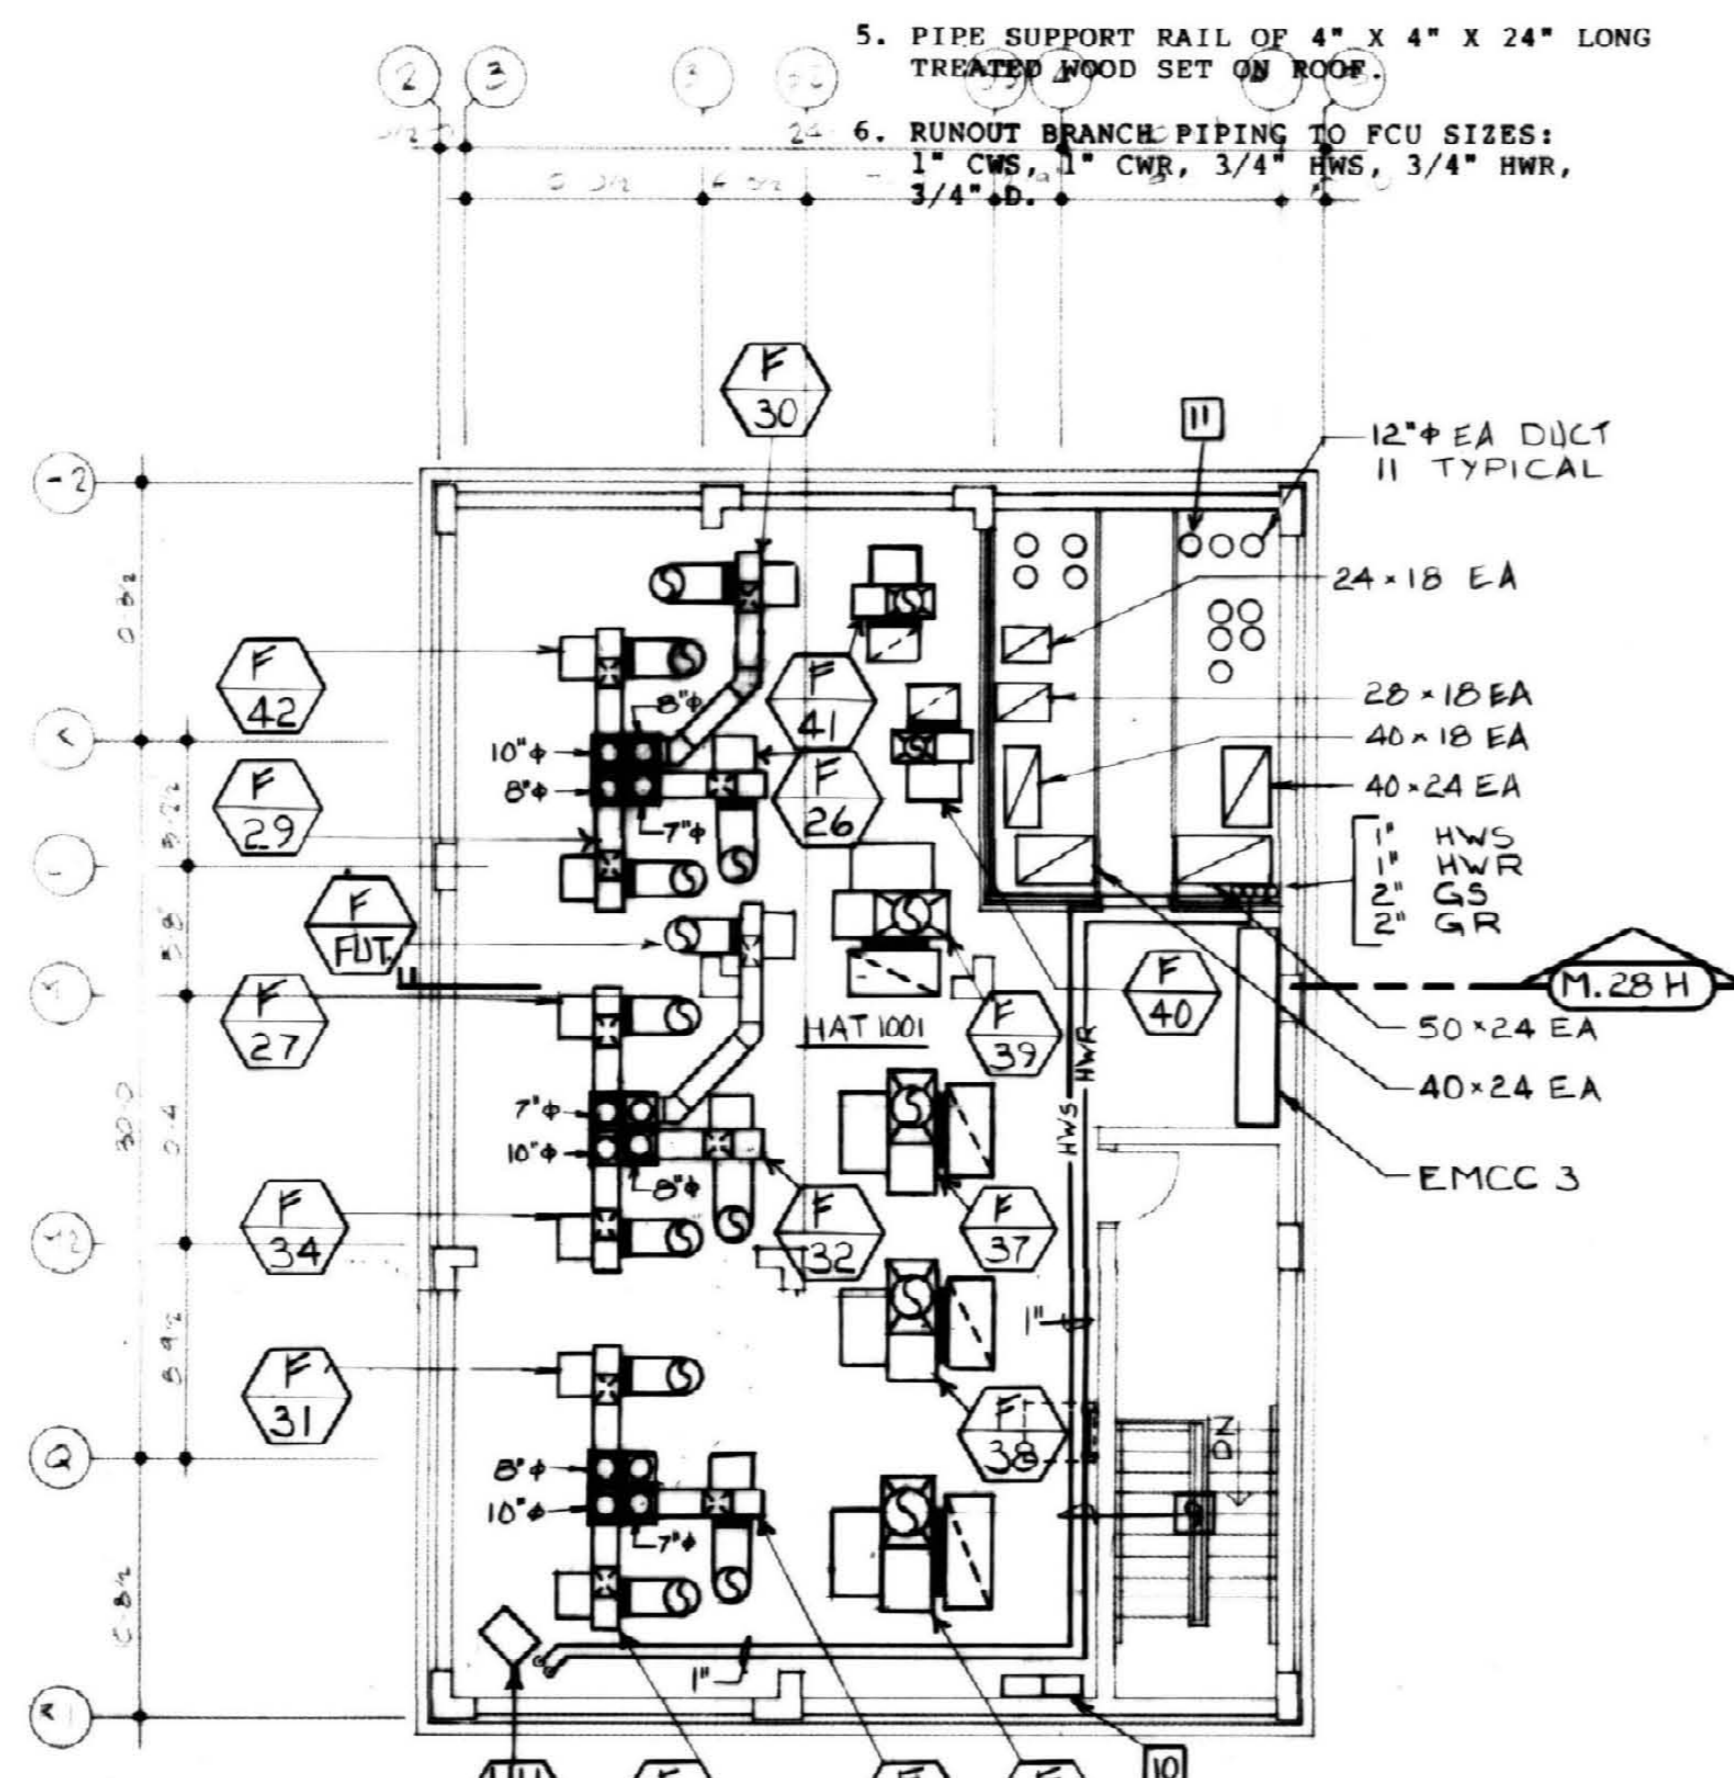 5. PIPE SUPPORT RAIL OF 4" X 4" X 24" LONG
TREATED WOOD SET ON ROOF.
6. RUNOUT BRANCH PIPING TO FCU SIZES:
1" CWS, 1" CWR, 3/4" HWS, 3/4" HWR,
3/4" D.
2
3
F
30
11
12"ϕ EA DUCT
11 TYPICAL
24×18 EA
F
42
8"ϕ
F
41
28×18 EA
40×18 EA
10"ϕ
F
29
8"ϕ
7"ϕ
F
26
40×24 EA
1" HWS
1" HWR
2" GS
2" GR
F
FUT.
F
27
HAT 1001
F
39
F
40
M.28 H
HWR
HWS
50×24 EA
40×24 EA
7"ϕ
10"ϕ
8"ϕ
EMCC 3
F
34
F
32
F
37
1"
F
31
F
38
DN
Q
8"ϕ
10"ϕ
7"ϕ
1"
10
F
F
F